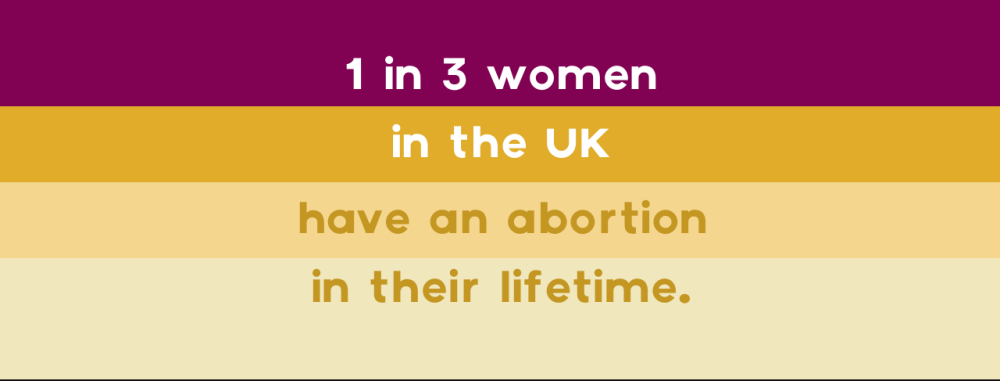 1 in 3 women
in the UK
have an abortion
in their lifetime.